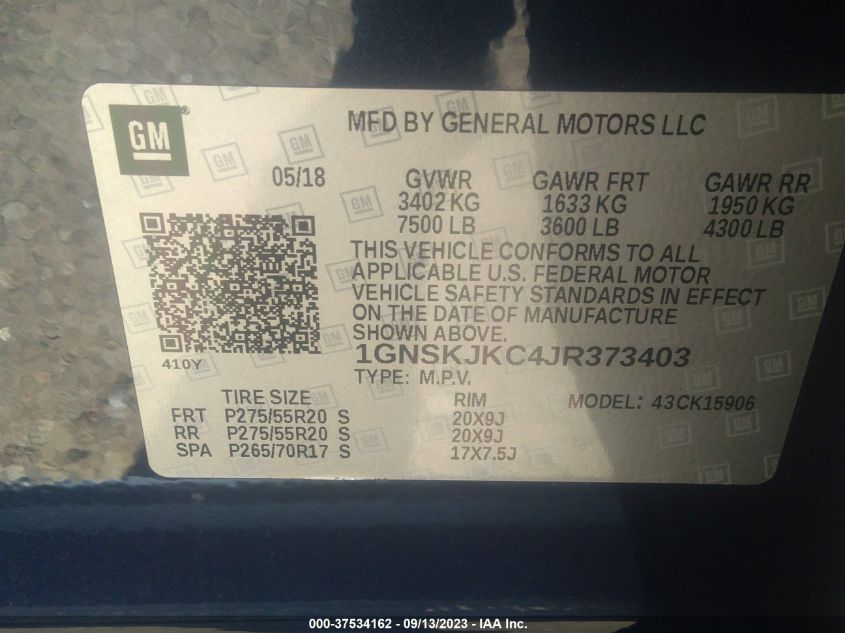 GM
MFD BY GENERAL MOTORS LLC
05/18 GVWR GAWR FRT GAWR RR
3402 KG 1633 KG 1950 KG
7500 LB 3600 LB 4300 LB
THIS VEHICLE CONFORMS TO ALL
APPLICABLE U.S. FEDERAL MOTOR
VEHICLE SAFETY STANDARDS IN EFFECT
ON THE DATE OF MANUFACTURE
SHOWN ABOVE.
410Y
1GNSKJKC4JR373403
TYPE: M.P.V.
TIRE SIZE RIM MODEL: 43CK15906
FRT P275/55R20 S 20X9J
RR P275/55R20 S 20X9J
SPA P265/70R17 S 17X7.5J
000-37534162 - 09/13/2023 - IAA Inc.